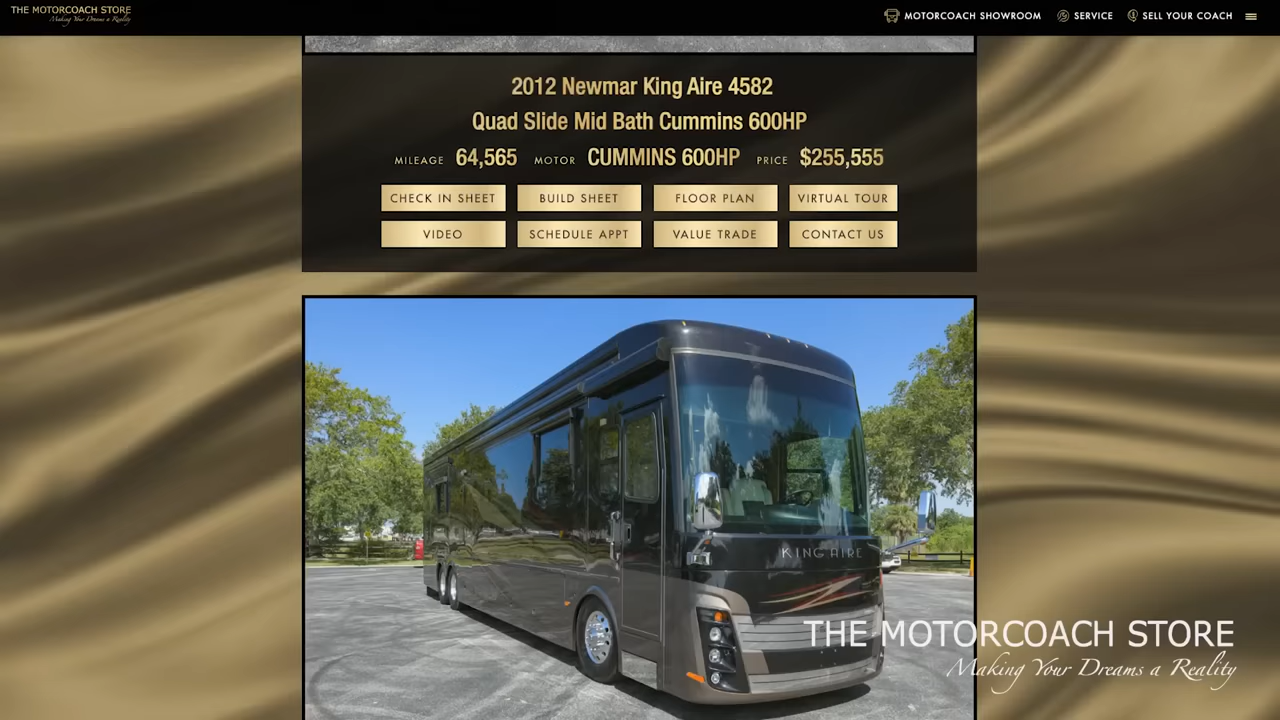 THE MOTORCOACH STORE
Making Your Dreams a Reality
MOTORCOACH SHOWROOM
SERVICE
SELL YOUR COACH
2012 Newmar King Aire 4582
Quad Slide Mid Bath Cummins 600HP
MILEAGE 64,565 MOTOR CUMMINS 600HP PRICE $255,555
CHECK IN SHEET BUILD SHEET FLOOR PLAN VIRTUAL TOUR
VIDEO SCHEDULE APPT VALUE TRADE CONTACT US
KING AIRE
THE MOTORCOACH STORE
Making Your Dreams a Reality